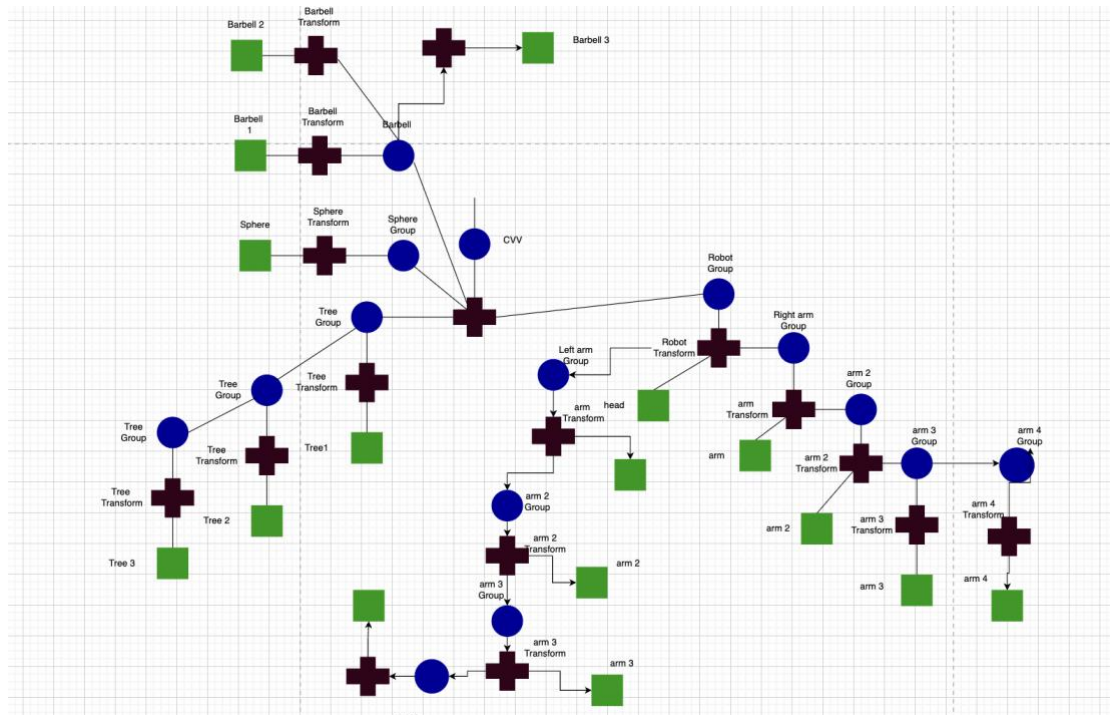 Barbell
Transform
Barbell 2
Barbell 3
Barbell
1
Barbell
Transform
Barbell
Sphere
Sphere
Transform
Sphere
Group
CVV
Robot
Group
Tree
Group
Right arm
Group
Robot
Transform
Left arm
Group
Tree
Transform
Tree
Group
arm 2
Group
head
arm
Transform
arm
Transform
Tree
Group
Tree
Transform
Tree1
arm
arm 2
Transform
arm 3
Group
arm 4
Group
Tree
Transform
Tree 2
arm 2
Group
arm 2
arm 3
Transform
arm 4
Transform
Tree 3
arm 2
Transform
arm 2
arm 3
arm 4
arm 3
Group
arm 3
Transform
arm 3